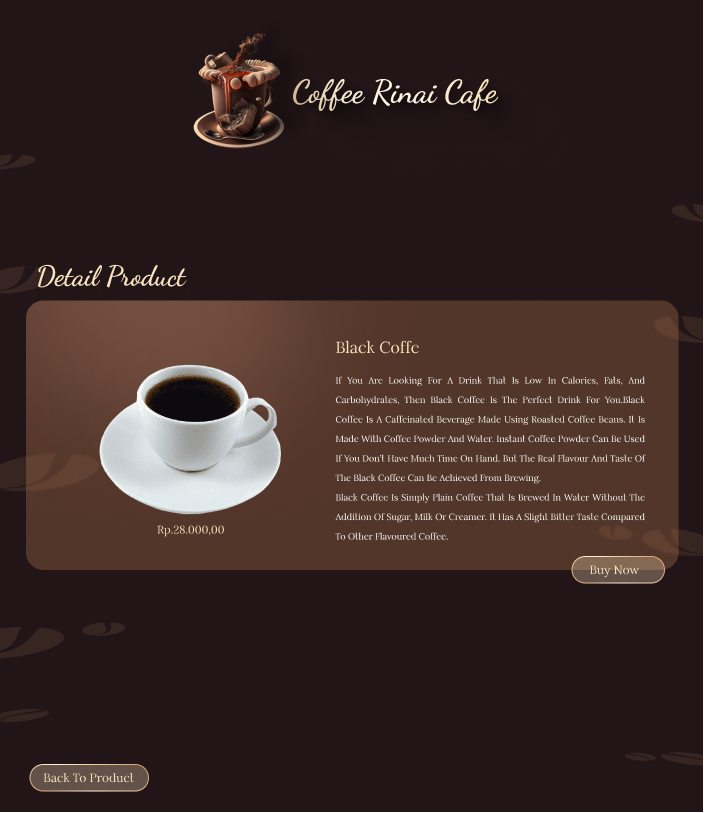 Coffee Rinai Cafe
Detail Product
Black Coffe
If You Are Looking For A Drink That Is Low In Calories, Fats, And
Carbohydrates, Then Black Coffee Is The Perfect Drink For You.Black
Coffee Is A Caffeinated Beverage Made Using Roasted Coffee Beans. It Is
Made With Coffee Powder And Water. Instant Coffee Powder Can Be Used
If You Don't Have Much Time On Hand. But The Real Flavour And Taste Of
The Black Coffee Can Be Achieved From Brewing.
Black Coffee Is Simply Plain Coffee That Is Brewed In Water Without The
Addition Of Sugar, Milk Or Creamer. It Has A Slight Bitter Taste Compared
To Other Flavoured Coffee.
Rp.28.000,00
Buy Now
Back To Product